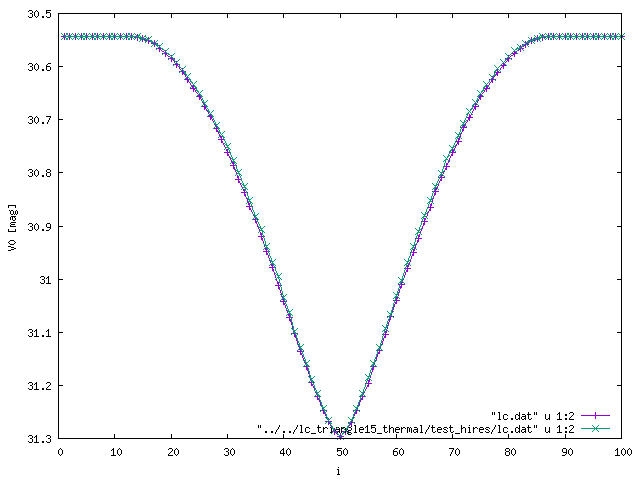 30.5
30.6
30.7
30.8
30.9
31
31.1
31.2
31.3
V0 [mag]
"lc.dat" u 1:2
"../../lc_triangle15_thermal/test_hires/lc.dat" u 1:2
0 10 20 30 40 50 60 70 80 90 100
i